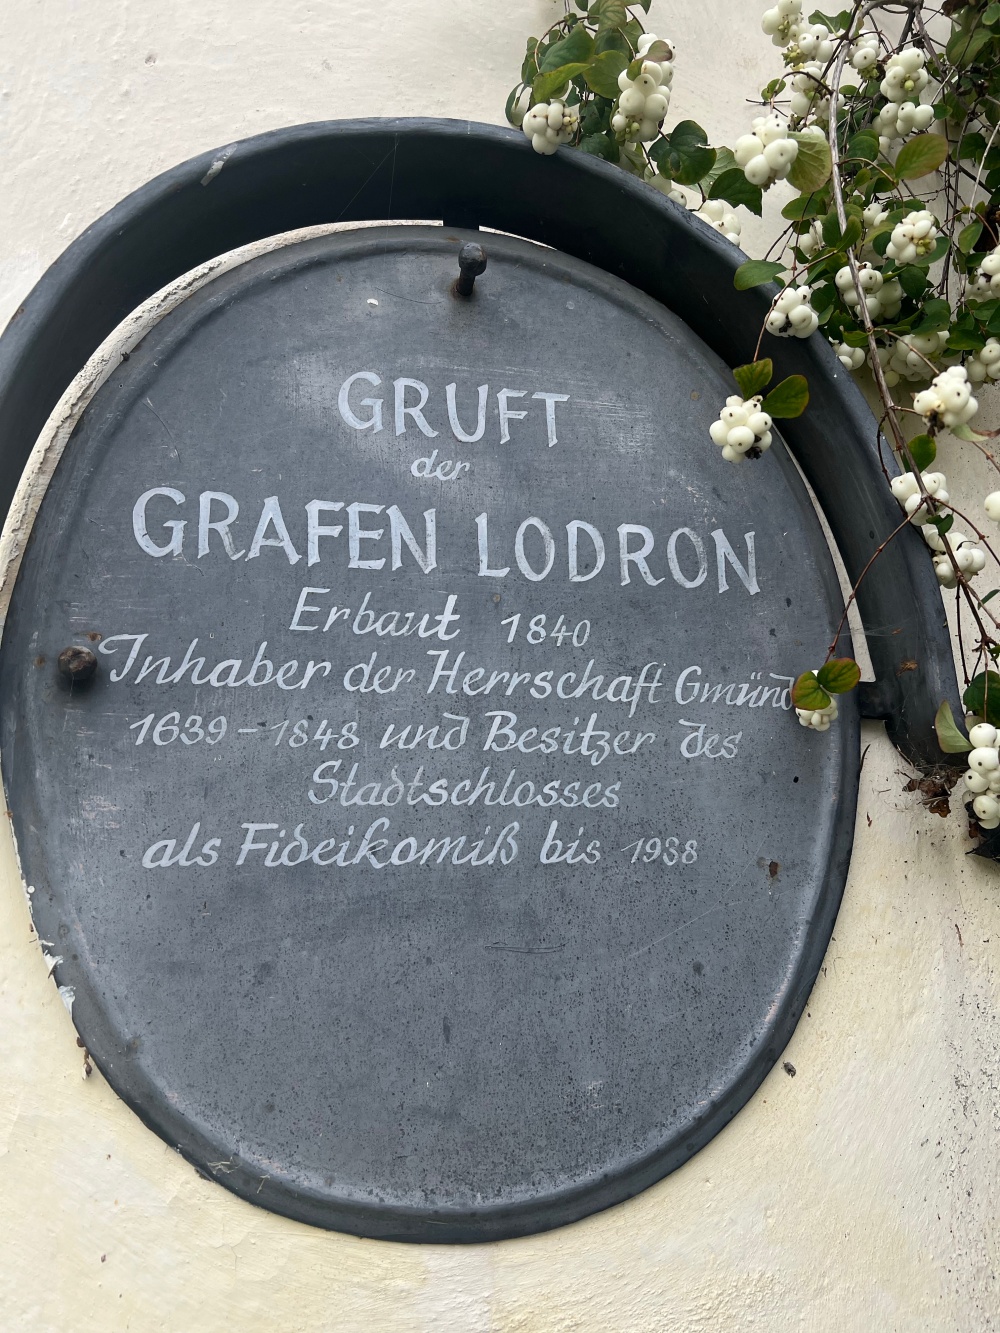 GRUFT
der
GRAFEN LODRON
Erbaut 1840
Inhaber der Herrschaft Gmünd
1639-1848 und Besitzer des
Stadtschlosses
als Fideikomiß bis 1938